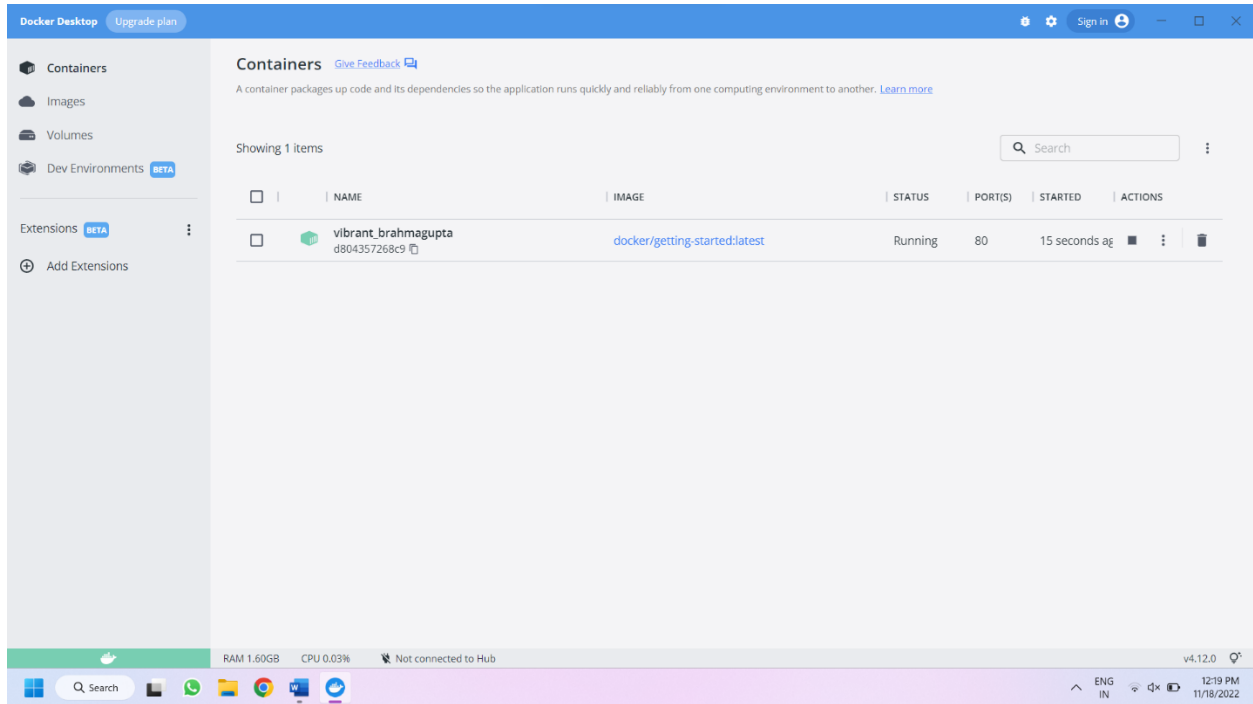 Docker Desktop Upgrade plan Sign in
Containers
Images
Volumes
Dev Environments BETA
Extensions BETA
Add Extensions
Containers Give Feedback
A container packages up code and its dependencies so the application runs quickly and reliably from one computing environment to another. Learn more
Showing 1 items
Search
NAME IMAGE STATUS PORT(S) STARTED ACTIONS
vibrant_brahmagupta
d804357268c9
docker/getting-started:latest Running 80 15 seconds ag
RAM 1.60GB CPU 0.03% Not connected to Hub v4.12.0
Search
ENG
IN
12:19 PM
11/18/2022